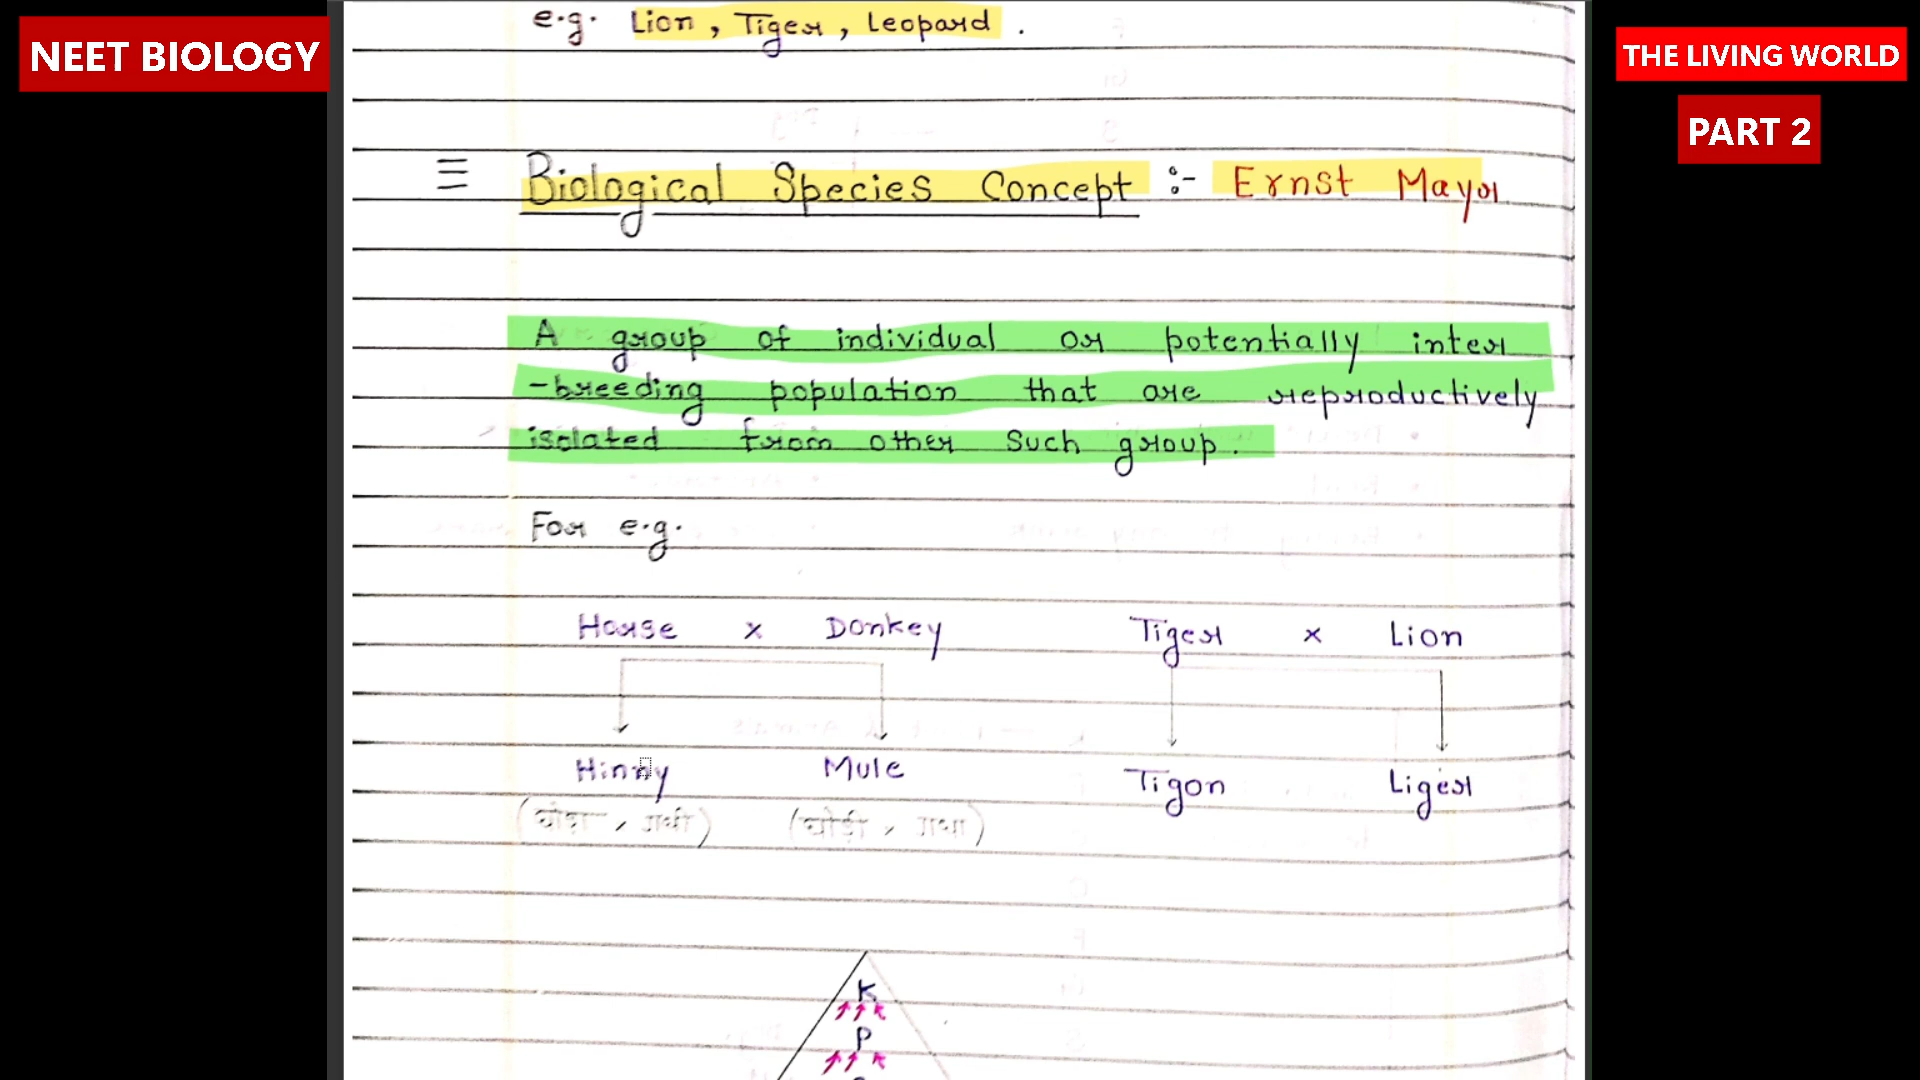 NEET BIOLOGY
THE LIVING WORLD
PART 2
e.g. Lion, Tiger, Leopard.
Biological Species Concept :- Ernst Mayr
A group of individual or potentially inter
-breeding population that are reproductively
isolated from other such group.
For e.g.
Horse x Donkey Tiger x Lion
Hinny Mule Tigon Liger
(घोड़ा x गधी) (घोड़ी x गधा)
K
P